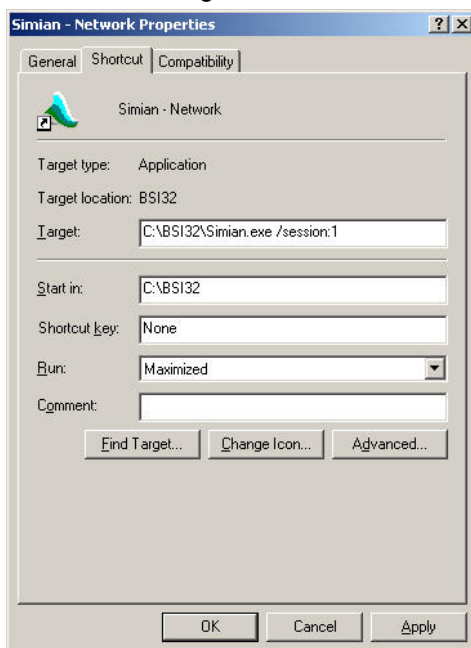 Simian - Network Properties
General Shortcut Compatibility
Simian - Network
Target type: Application
Target location: BSI32
Target: C:\BSI32\Simian.exe /session:1
Start in: C:\BSI32
Shortcut key: None
Run: Maximized
Comment:
Find Target... Change Icon... Advanced...
OK Cancel Apply